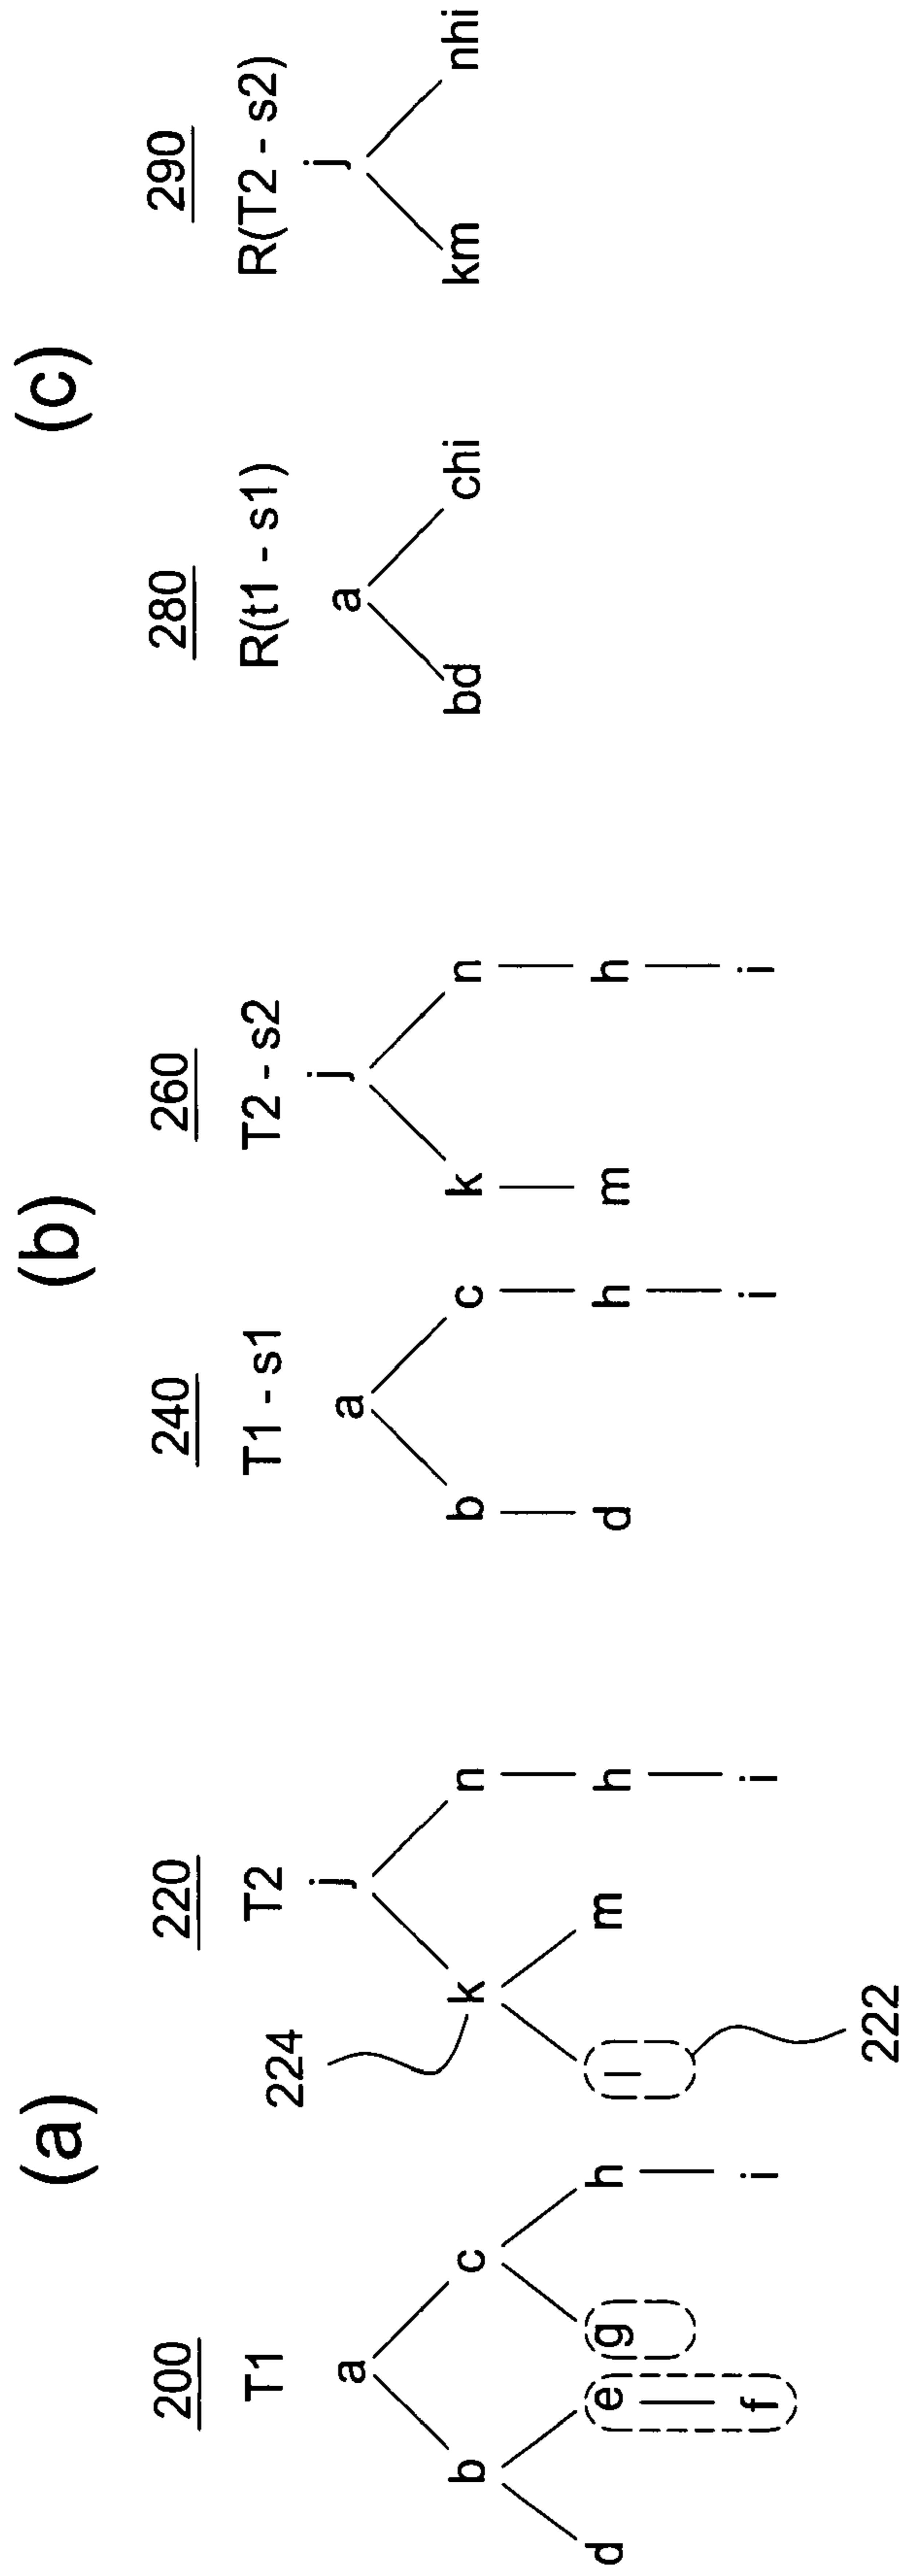 (a)
200
T1
a
b c
d e g h
f i
220
T2
j
224
k n
l m h
i
222
(b)
240
T1 - s1
a
b c
d h
i
260
T2 - s2
j
k n
m h
i
(c)
280
R(t1 - s1)
a
bd chi
290
R(T2 - s2)
j
km nhi